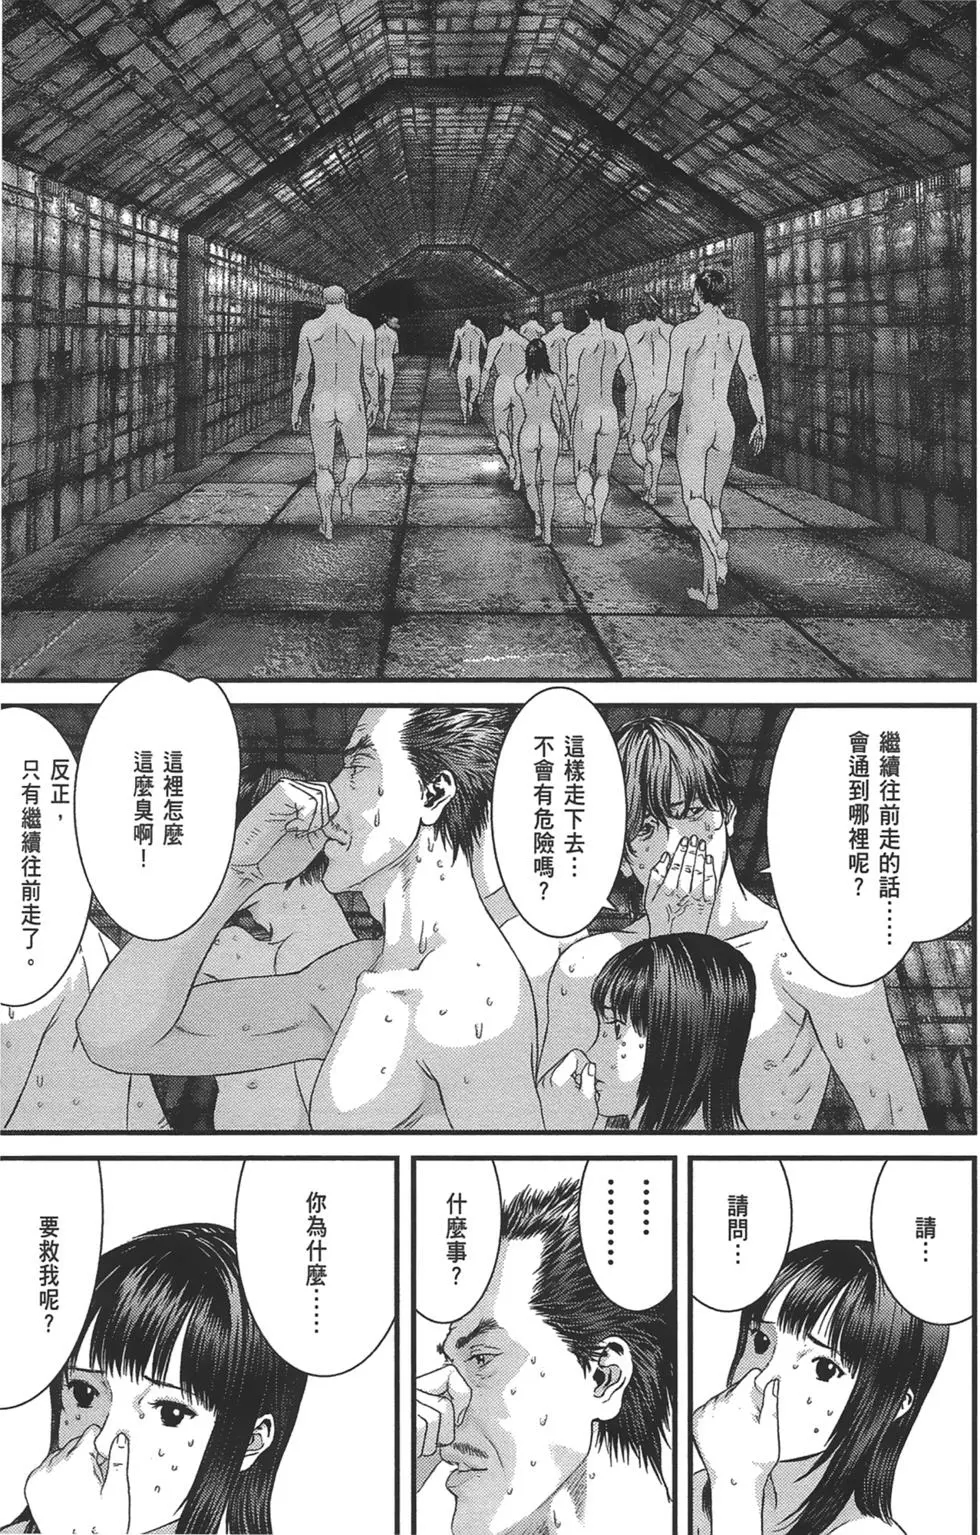 繼續往前走的話……
會通到哪裡呢?
這樣走下去…
不會有危險嗎?
這裡怎麼
這麼臭啊!
反正,
只有繼續往前走了。
請…
請問…
……
………
什麼事?
你為什麼……
要救我呢?